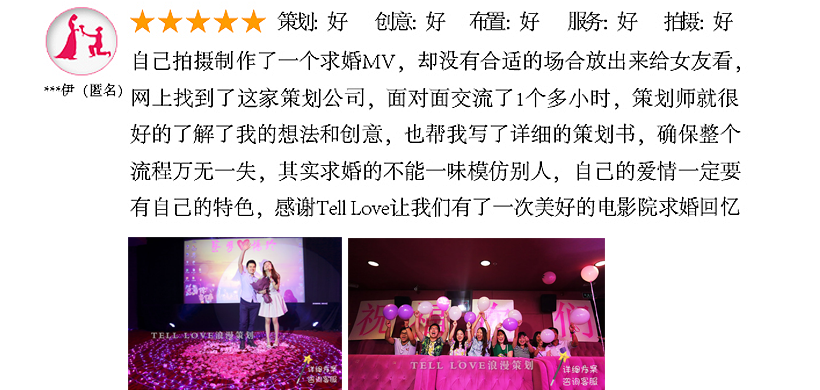 策划: 好 创意: 好 布置: 好 服务: 好 拍摄: 好
自己拍摄制作了一个求婚MV，却没有合适的场合放出来给女友看，
***伊（匿名）
网上找到了这家策划公司，面对面交流了1个多小时，策划师就很
好的了解了我的想法和创意，也帮我写了详细的策划书，确保整个
流程万无一失，其实求婚的不能一味模仿别人，自己的爱情一定要
有自己的特色，感谢Tell Love让我们有了一次美好的电影院求婚回忆
TELL LOVE浪漫策划
详细方案
咨询客服
祝
们
TELL LOVE浪漫策划
详细方案
咨询客服